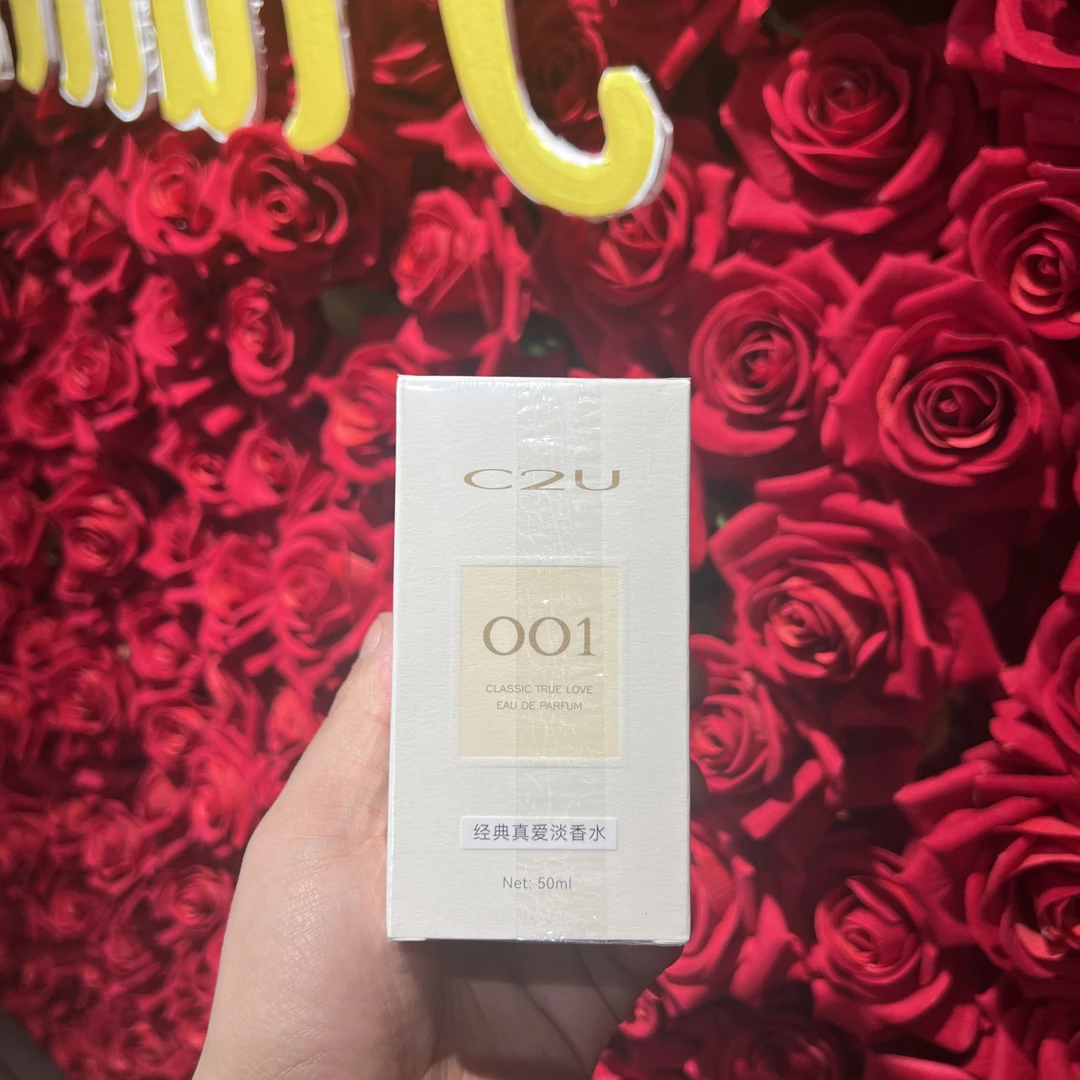 C2U
001
CLASSIC TRUE LOVE
EAU DE PARFUM
经典真爱淡香水
Net: 50ml